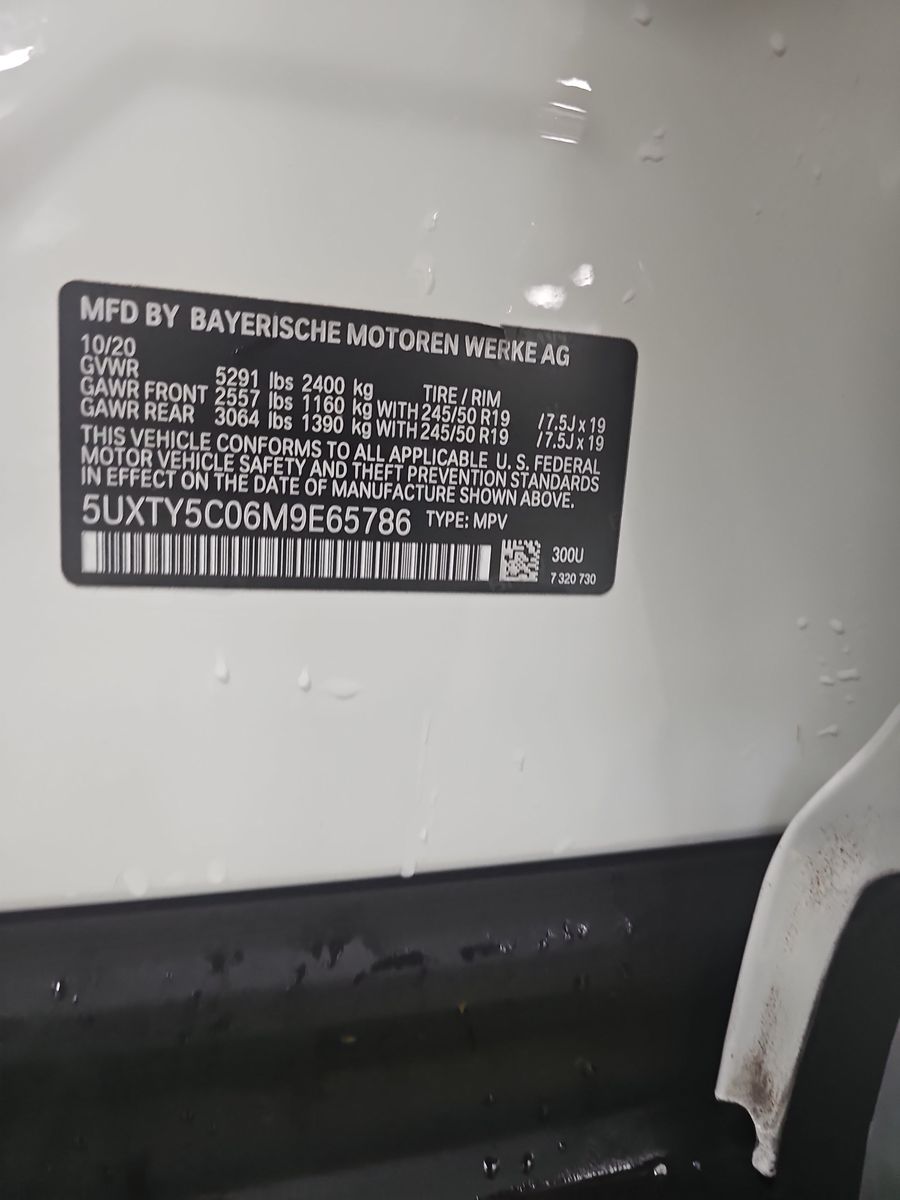 MFD BY BAYERISCHE MOTOREN WERKE AG
10/20
GVWR 5291 lbs 2400 kg TIRE / RIM
GAWR FRONT 2557 lbs 1160 kg WITH 245/50 R19 /7.5J x 19
GAWR REAR 3064 lbs 1390 kg WITH 245/50 R19 /7.5J x 19
THIS VEHICLE CONFORMS TO ALL APPLICABLE U. S. FEDERAL
MOTOR VEHICLE SAFETY AND THEFT PREVENTION STANDARDS
IN EFFECT ON THE DATE OF MANUFACTURE SHOWN ABOVE.
5UXTY5C06M9E65786 TYPE: MPV
300U
7 320 730